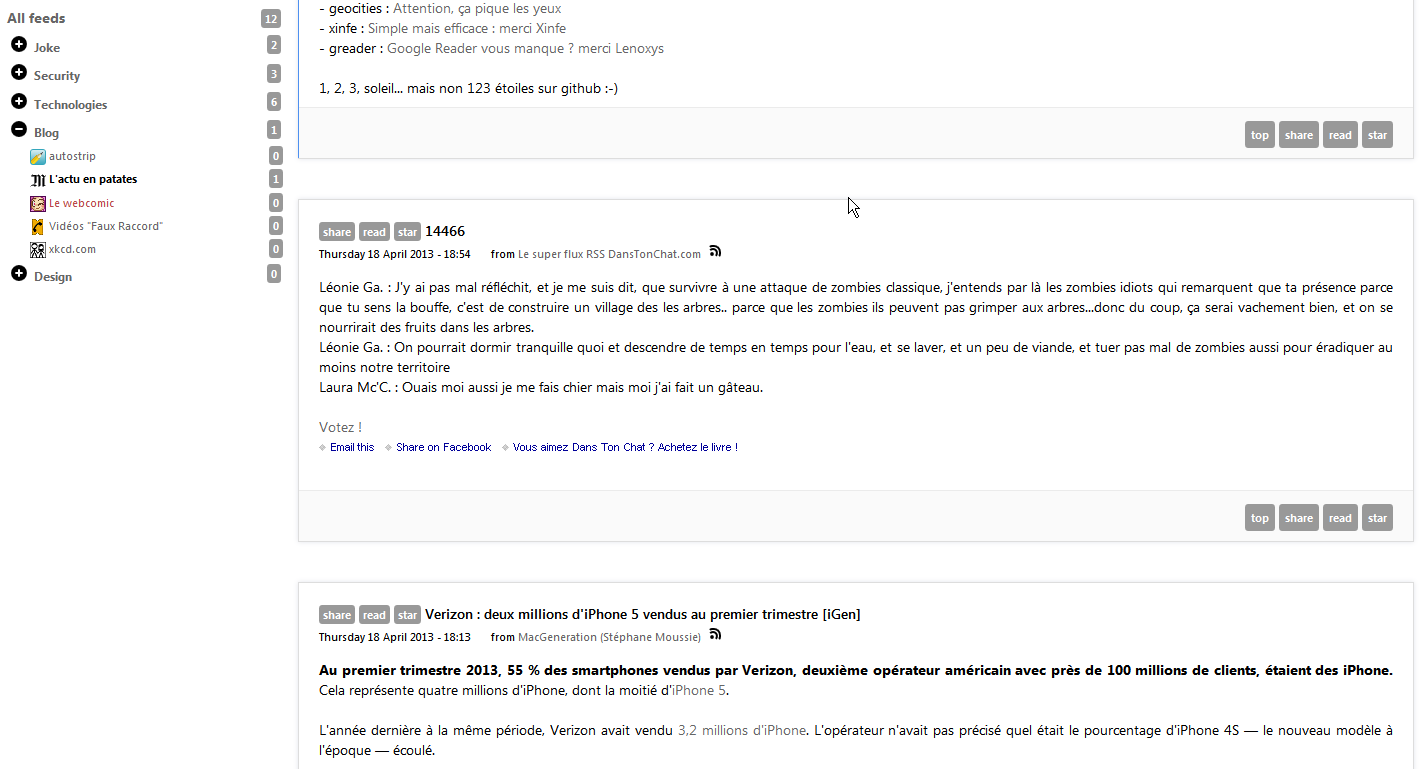 All feeds 12
Joke 2
Security 3
Technologies 6
Blog 1
autostrip 0
L'actu en patates 1
Le webcomic 0
Vidéos "Faux Raccord" 0
xkcd.com 0
Design 0
- geocities : Attention, ça pique les yeux
- xinfe : Simple mais efficace : merci Xinfe
- greader : Google Reader vous manque ? merci Lenoxys
1, 2, 3, soleil... mais non 123 étoiles sur github :-)
top share read star
share read star 14466
Thursday 18 April 2013 - 18:54 from Le super flux RSS DansTonChat.com
Léonie Ga. : J'y ai pas mal réfléchit, et je me suis dit, que survivre à une attaque de zombies classique, j'entends par là les zombies idiots qui remarquent que ta présence parce
que tu sens la bouffe, c'est de construire un village des les arbres.. parce que les zombies ils peuvent pas grimper aux arbres...donc du coup, ça serai vachement bien, et on se
nourrirait des fruits dans les arbres.
Léonie Ga. : On pourrait dormir tranquille quoi et descendre de temps en temps pour l'eau, et se laver, et un peu de viande, et tuer pas mal de zombies aussi pour éradiquer au
moins notre territoire
Laura Mc'C. : Ouais moi aussi je me fais chier mais moi j'ai fait un gâteau.
Votez !
Email this Share on Facebook Vous aimez Dans Ton Chat ? Achetez le livre !
top share read star
share read star Verizon : deux millions d'iPhone 5 vendus au premier trimestre [iGen]
Thursday 18 April 2013 - 18:13 from MacGeneration (Stéphane Moussie)
Au premier trimestre 2013, 55 % des smartphones vendus par Verizon, deuxième opérateur américain avec près de 100 millions de clients, étaient des iPhone.
Cela représente quatre millions d'iPhone, dont la moitié d'iPhone 5.
L'année dernière à la même période, Verizon avait vendu 3,2 millions d'iPhone. L'opérateur n'avait pas précisé quel était le pourcentage d'iPhone 4S — le nouveau modèle à
l'époque — écoulé.